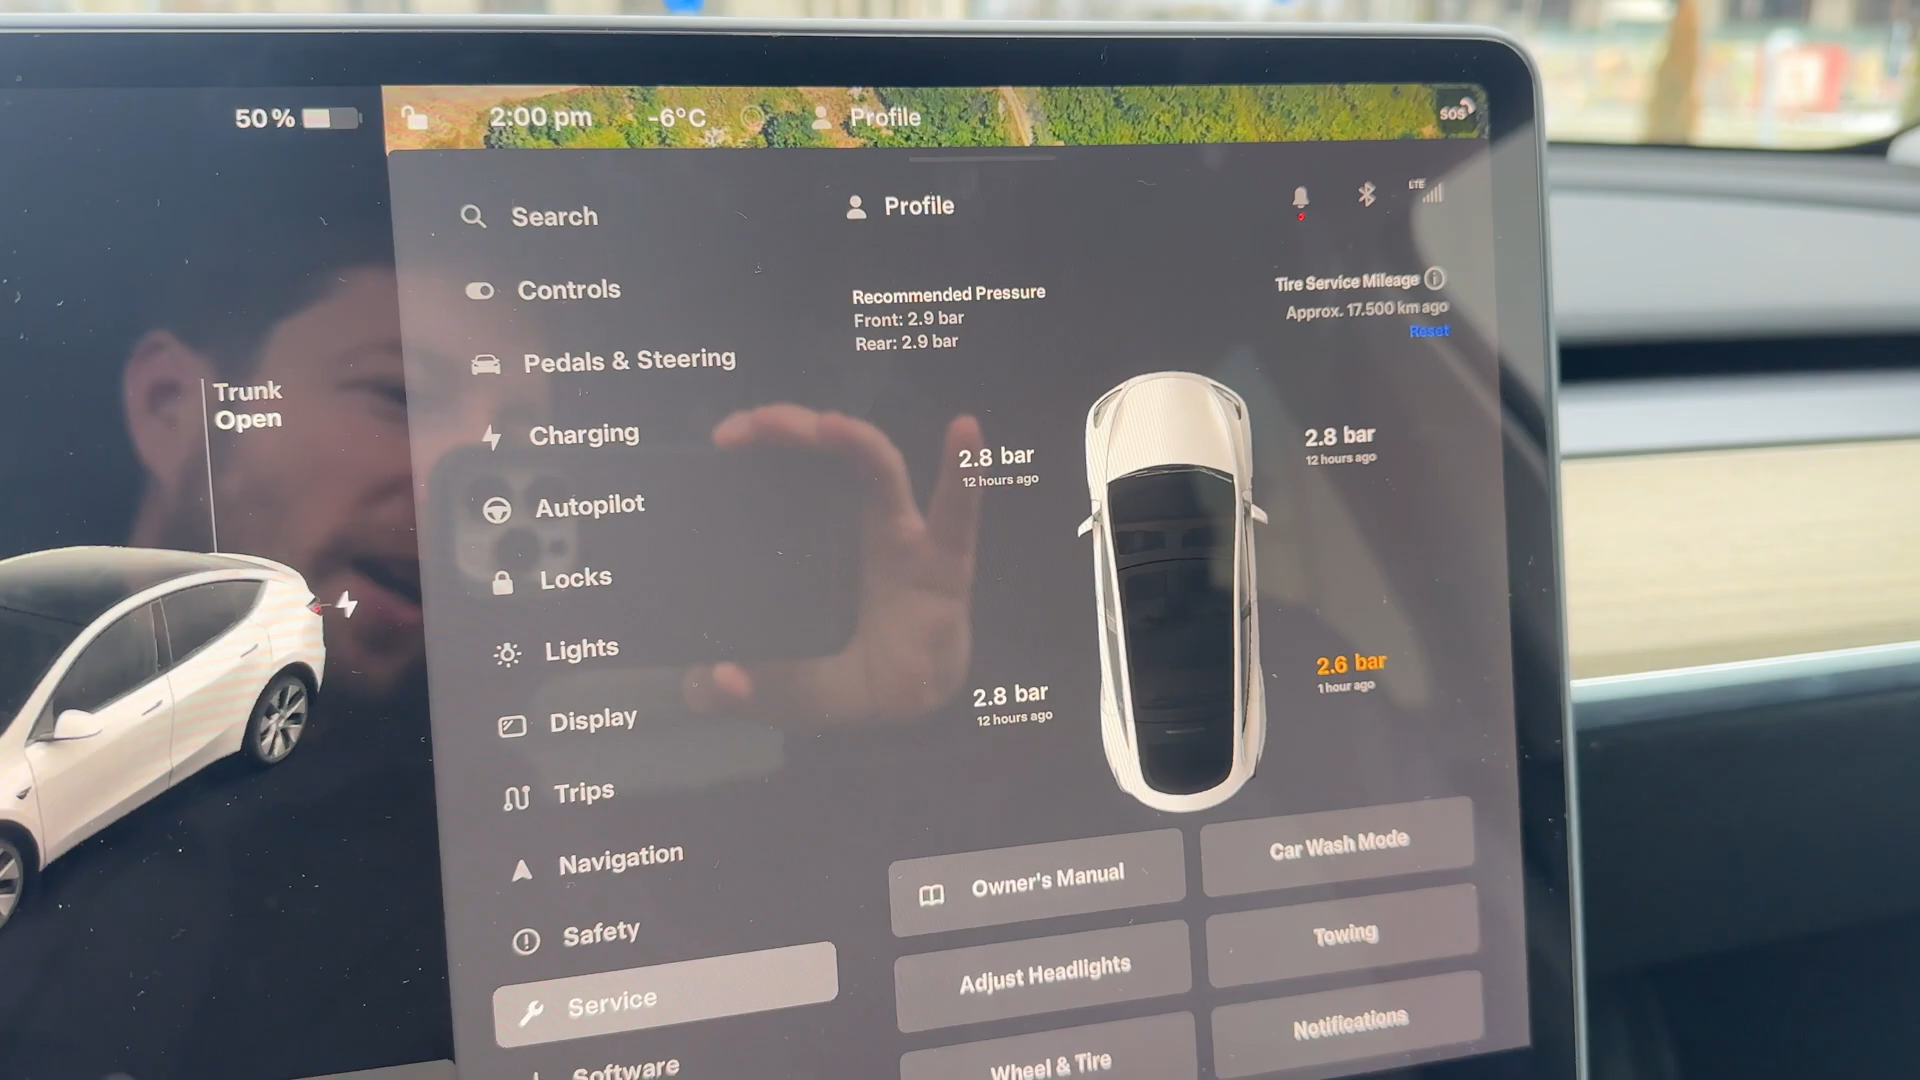 50 %
2:00 pm
-6°C
Profile
SOS
Trunk
Open
Search
Controls
Pedals & Steering
Charging
Autopilot
Locks
Lights
Display
Trips
Navigation
Safety
Service
Software
Profile
LTE
Recommended Pressure
Front: 2.9 bar
Rear: 2.9 bar
Tire Service Mileage
Approx. 17.500 km ago
Reset
2.8 bar
12 hours ago
2.8 bar
12 hours ago
2.8 bar
12 hours ago
2.6 bar
1 hour ago
Owner's Manual
Car Wash Mode
Adjust Headlights
Towing
Wheel & Tire
Notifications